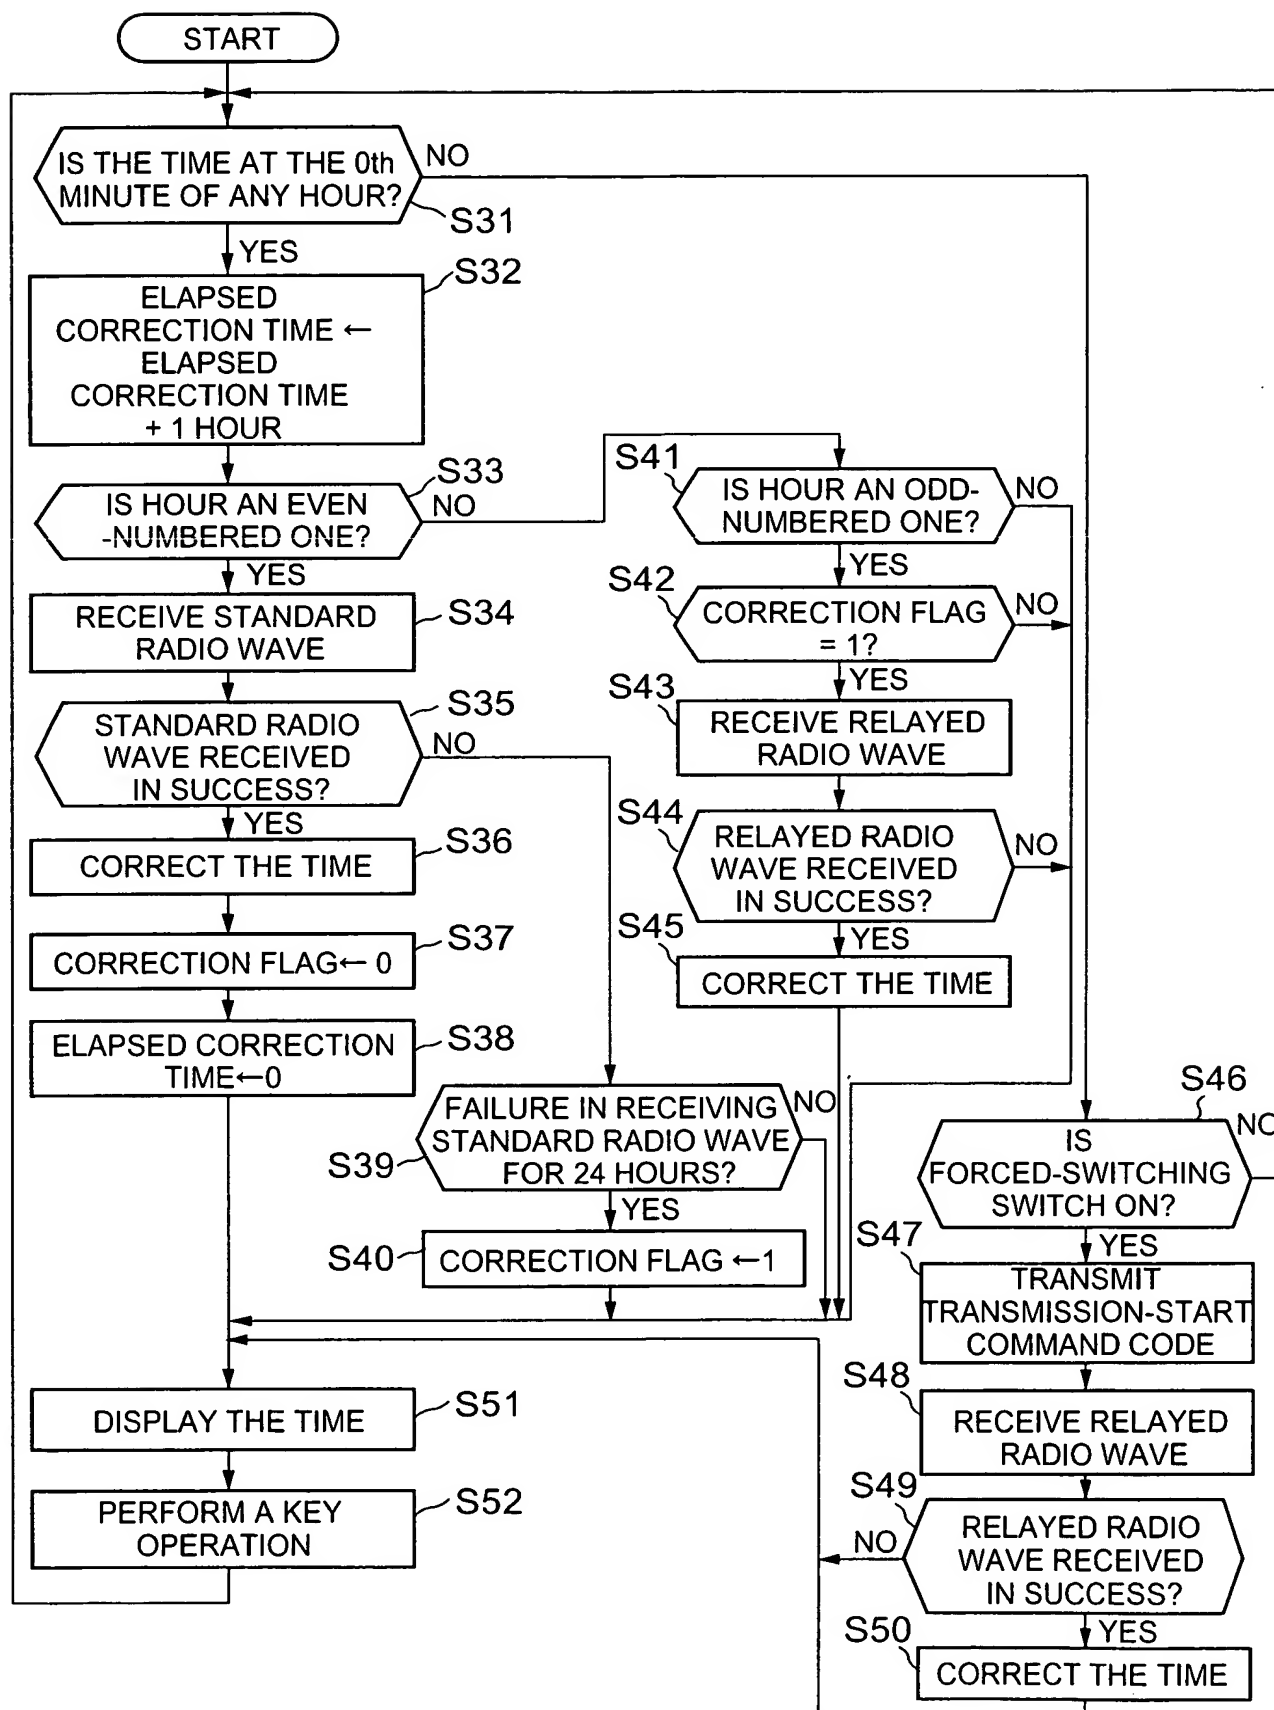 START
IS THE TIME AT THE 0th
MINUTE OF ANY HOUR?
NO
S31
YES
S32
ELAPSED
CORRECTION TIME ←
ELAPSED
CORRECTION TIME
+ 1 HOUR
S33
IS HOUR AN EVEN
-NUMBERED ONE?
NO
YES
S34
RECEIVE STANDARD
RADIO WAVE
S35
STANDARD RADIO
WAVE RECEIVED
IN SUCCESS?
NO
YES
S36
CORRECT THE TIME
S37
CORRECTION FLAG← 0
S38
ELAPSED CORRECTION
TIME←0
S39
FAILURE IN RECEIVING
STANDARD RADIO WAVE
FOR 24 HOURS?
NO
YES
S40
CORRECTION FLAG ←1
S41
IS HOUR AN ODD-
NUMBERED ONE?
NO
YES
S42
CORRECTION FLAG
= 1?
NO
YES
S43
RECEIVE RELAYED
RADIO WAVE
S44
RELAYED RADIO
WAVE RECEIVED
IN SUCCESS?
NO
YES
S45
CORRECT THE TIME
S46
IS
FORCED-SWITCHING
SWITCH ON?
NO
YES
S47
TRANSMIT
TRANSMISSION-START
COMMAND CODE
S48
RECEIVE RELAYED
RADIO WAVE
S49
RELAYED RADIO
WAVE RECEIVED
IN SUCCESS?
NO
YES
S50
CORRECT THE TIME
S51
DISPLAY THE TIME
S52
PERFORM A KEY
OPERATION